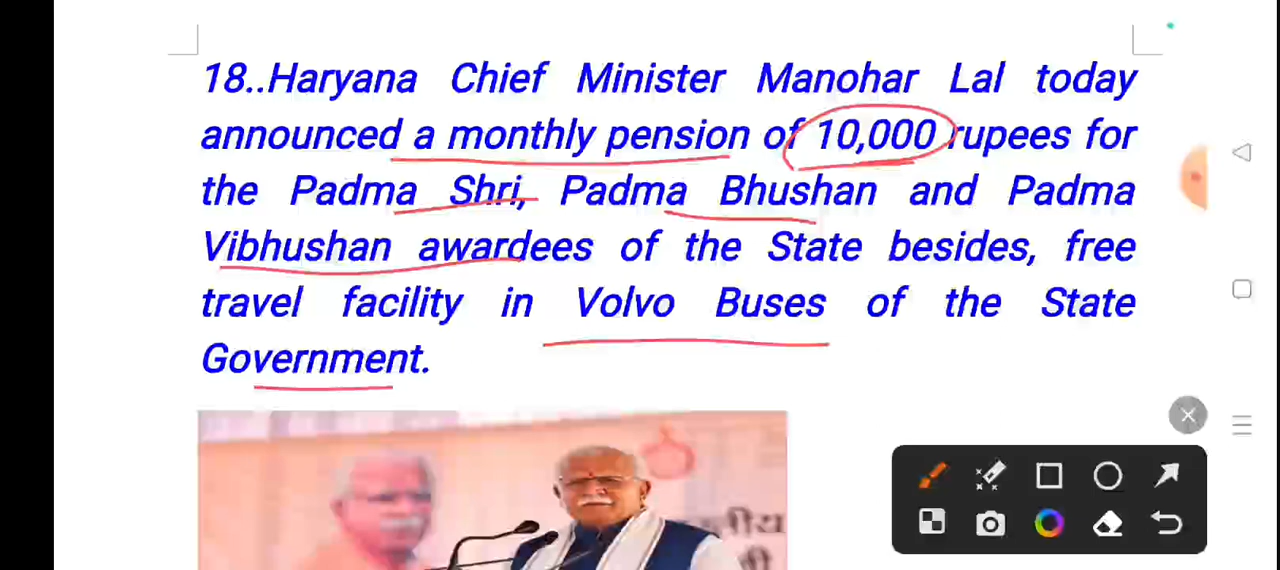 18..Haryana Chief Minister Manohar Lal today
announced a monthly pension of 10,000 rupees for
the Padma Shri, Padma Bhushan and Padma
Vibhushan awardees of the State besides, free
travel facility in Volvo Buses of the State
Government.